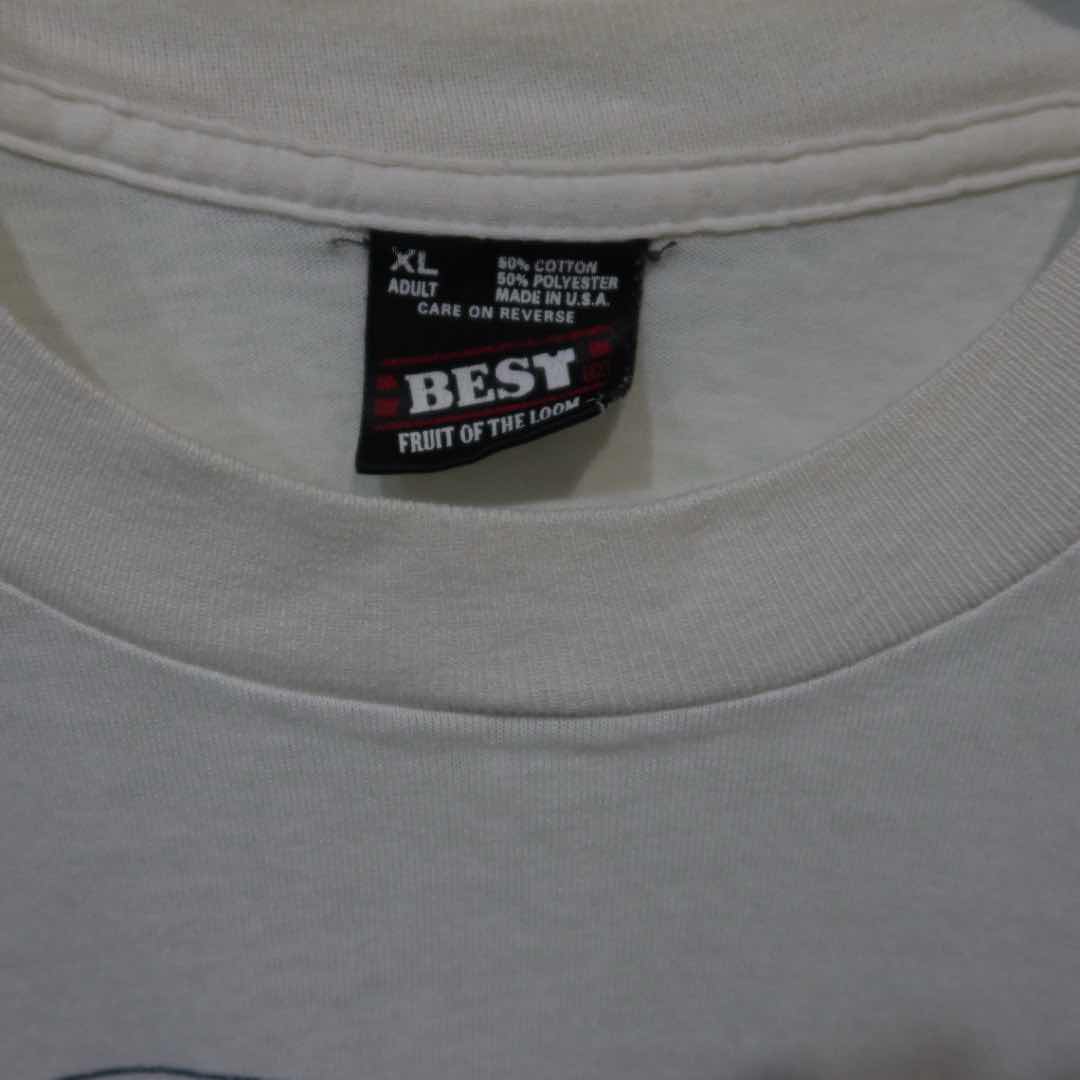 XL
ADULT
50% COTTON
50% POLYESTER
MADE IN U.S.A.
CARE ON REVERSE
BEST
FRUIT OF THE LOOM